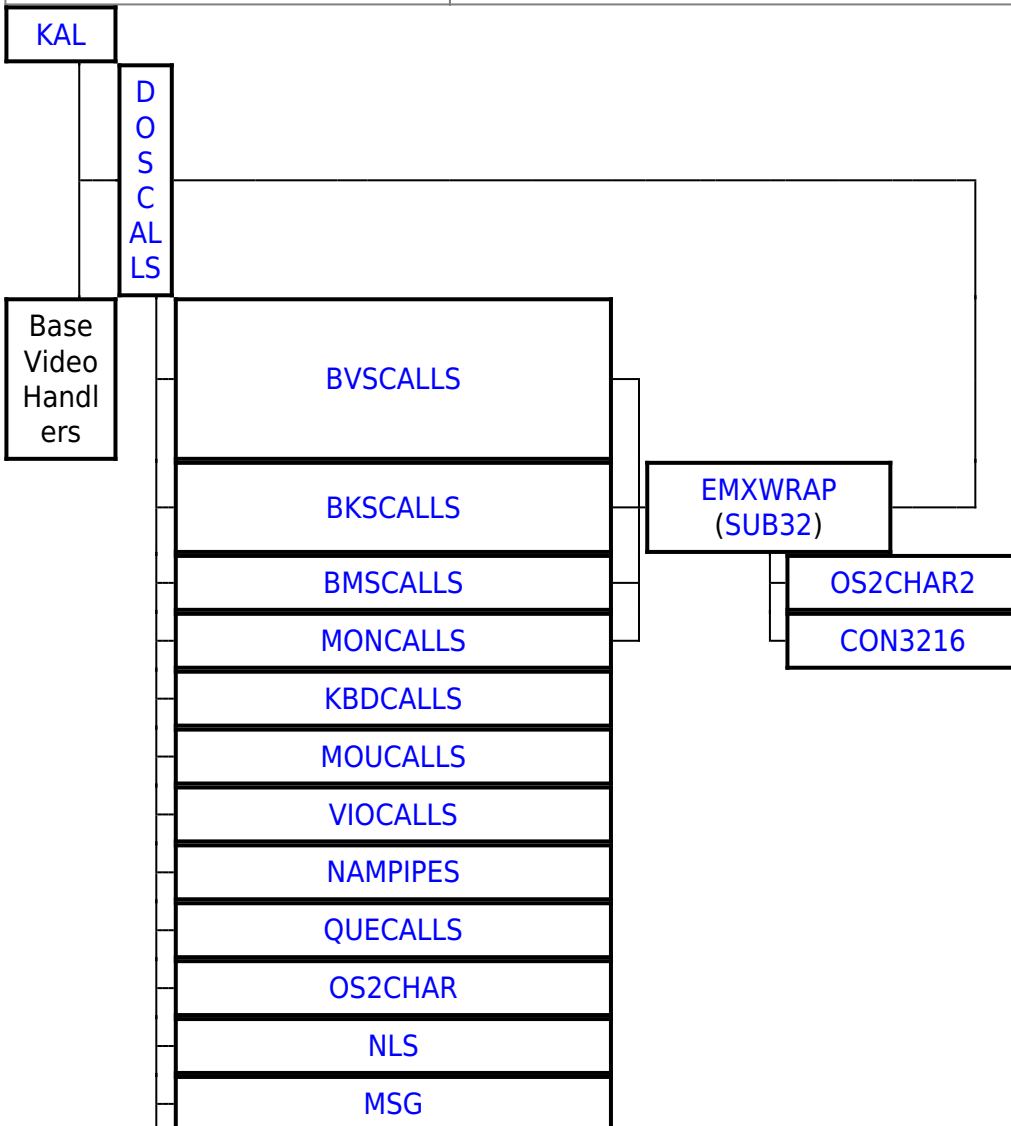 KAL
D
O
S
C
AL
LS
Base
Video
Handl
ers
BVSCALLS
BKSCALLS
EMXWRAP
(SUB32)
BMSCALLS
OS2CHAR2
MONCALLS
CON3216
KBDCALLS
MOUCALLS
VIOCALLS
NAMPIPES
QUECALLS
OS2CHAR
NLS
MSG